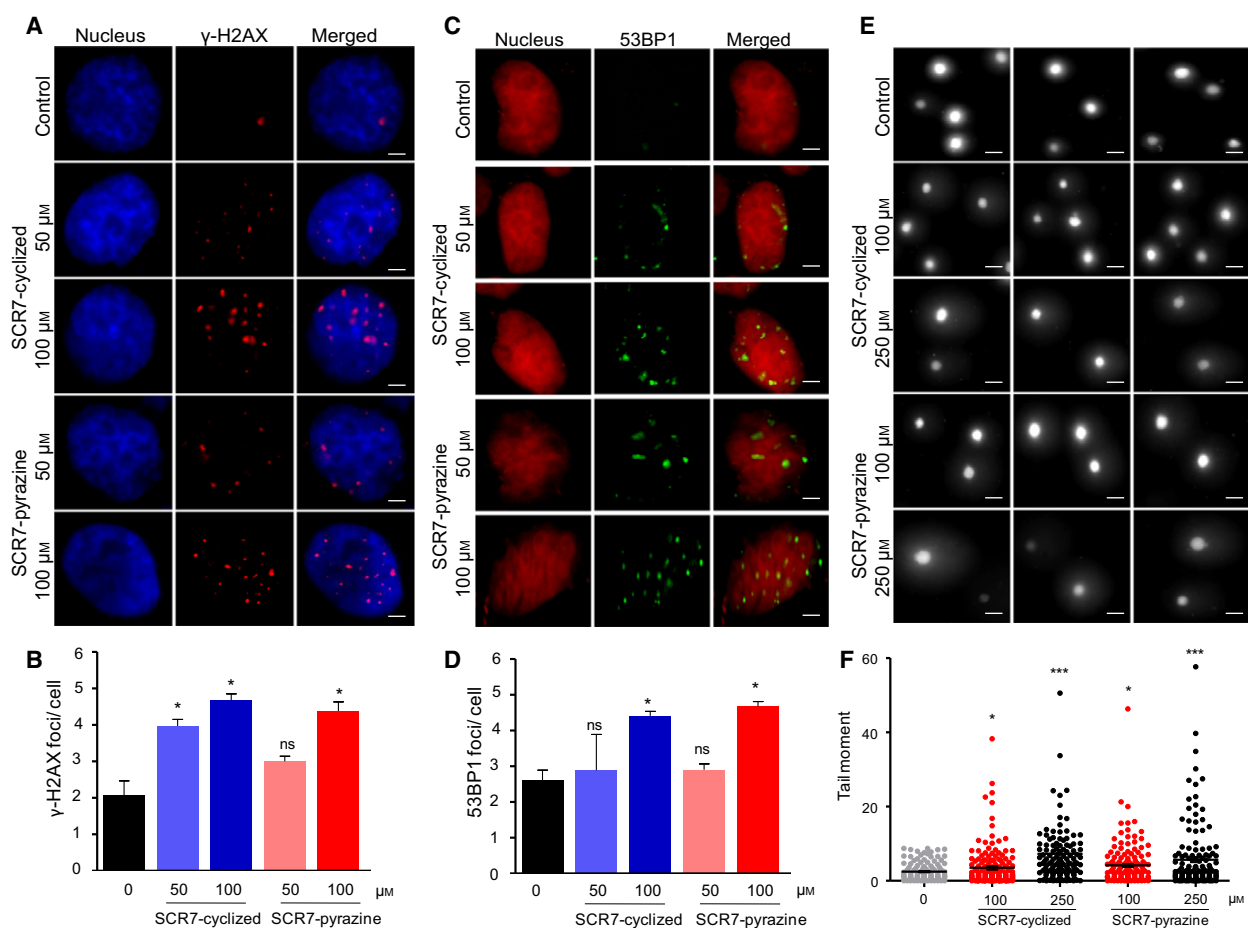 A
Nucleus γ-H2AX Merged
Control
SCR7-cyclized
50 μM
100 μM
SCR7-pyrazine
50 μM
100 μM
C
Nucleus 53BP1 Merged
Control
SCR7-cyclized
50 μM
100 μM
SCR7-pyrazine
50 μM
100 μM
E
Control
SCR7-cyclized
100 μM
250 μM
SCR7-pyrazine
100 μM
250 μM
B
γ-H2AX foci/ cell
6
5
4
3
2
1
0
* * ns *
0 50 100 50 100 μM
SCR7-cyclized SCR7-pyrazine
D
53BP1 foci/ cell
6
5
4
3
2
1
0
ns * ns *
0 50 100 50 100 μM
SCR7-cyclized SCR7-pyrazine
F
Tail moment
60
40
20
0
* *** * ***
0 100 250 100 250 μM
SCR7-cyclized SCR7-pyrazine